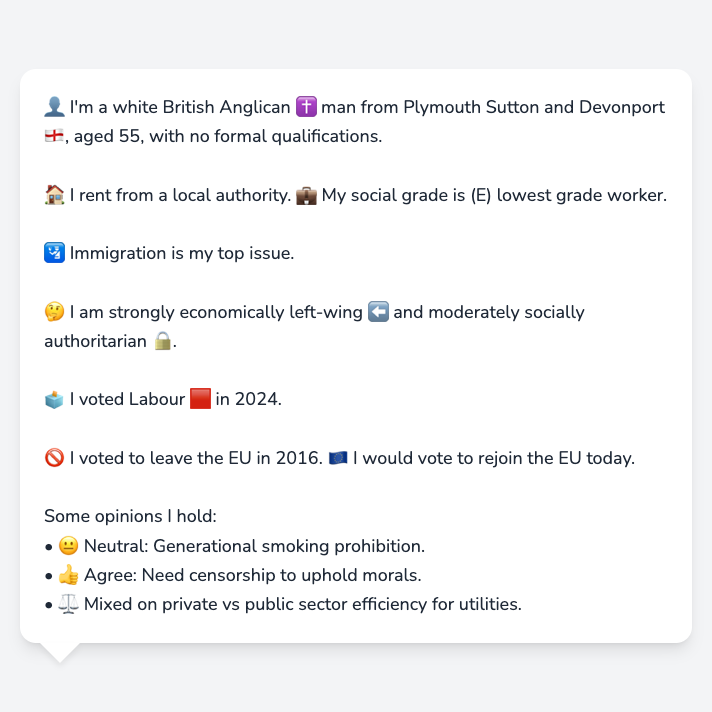 👤 I'm a white British Anglican ✝️ man from Plymouth Sutton and Devonport
🏴󠁧󠁢󠁥󠁮󠁧󠁿, aged 55, with no formal qualifications.
🏠 I rent from a local authority. 💼 My social grade is (E) lowest grade worker.
🛂 Immigration is my top issue.
🤔 I am strongly economically left-wing ⬅️ and moderately socially
authoritarian 🔒.
🗳️ I voted Labour 🟥 in 2024.
🚫 I voted to leave the EU in 2016. 🇪🇺 I would vote to rejoin the EU today.
Some opinions I hold:
• 😐 Neutral: Generational smoking prohibition.
• 👍 Agree: Need censorship to uphold morals.
• ⚖️ Mixed on private vs public sector efficiency for utilities.